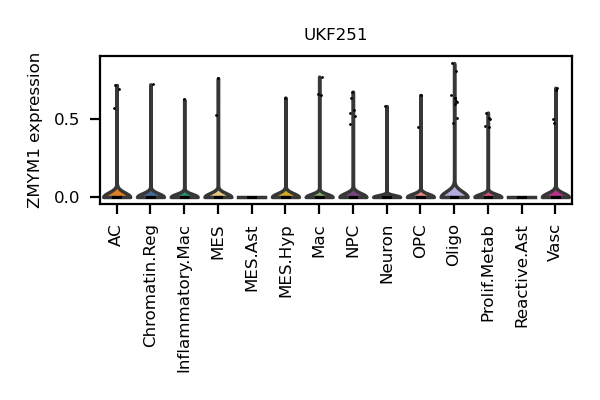 UKF251
ZMYM1 expression
0.5
0.0
AC
Chromatin.Reg
Inflammatory.Mac
MES
MES.Ast
MES.Hyp
Mac
NPC
Neuron
OPC
Oligo
Prolif.Metab
Reactive.Ast
Vasc